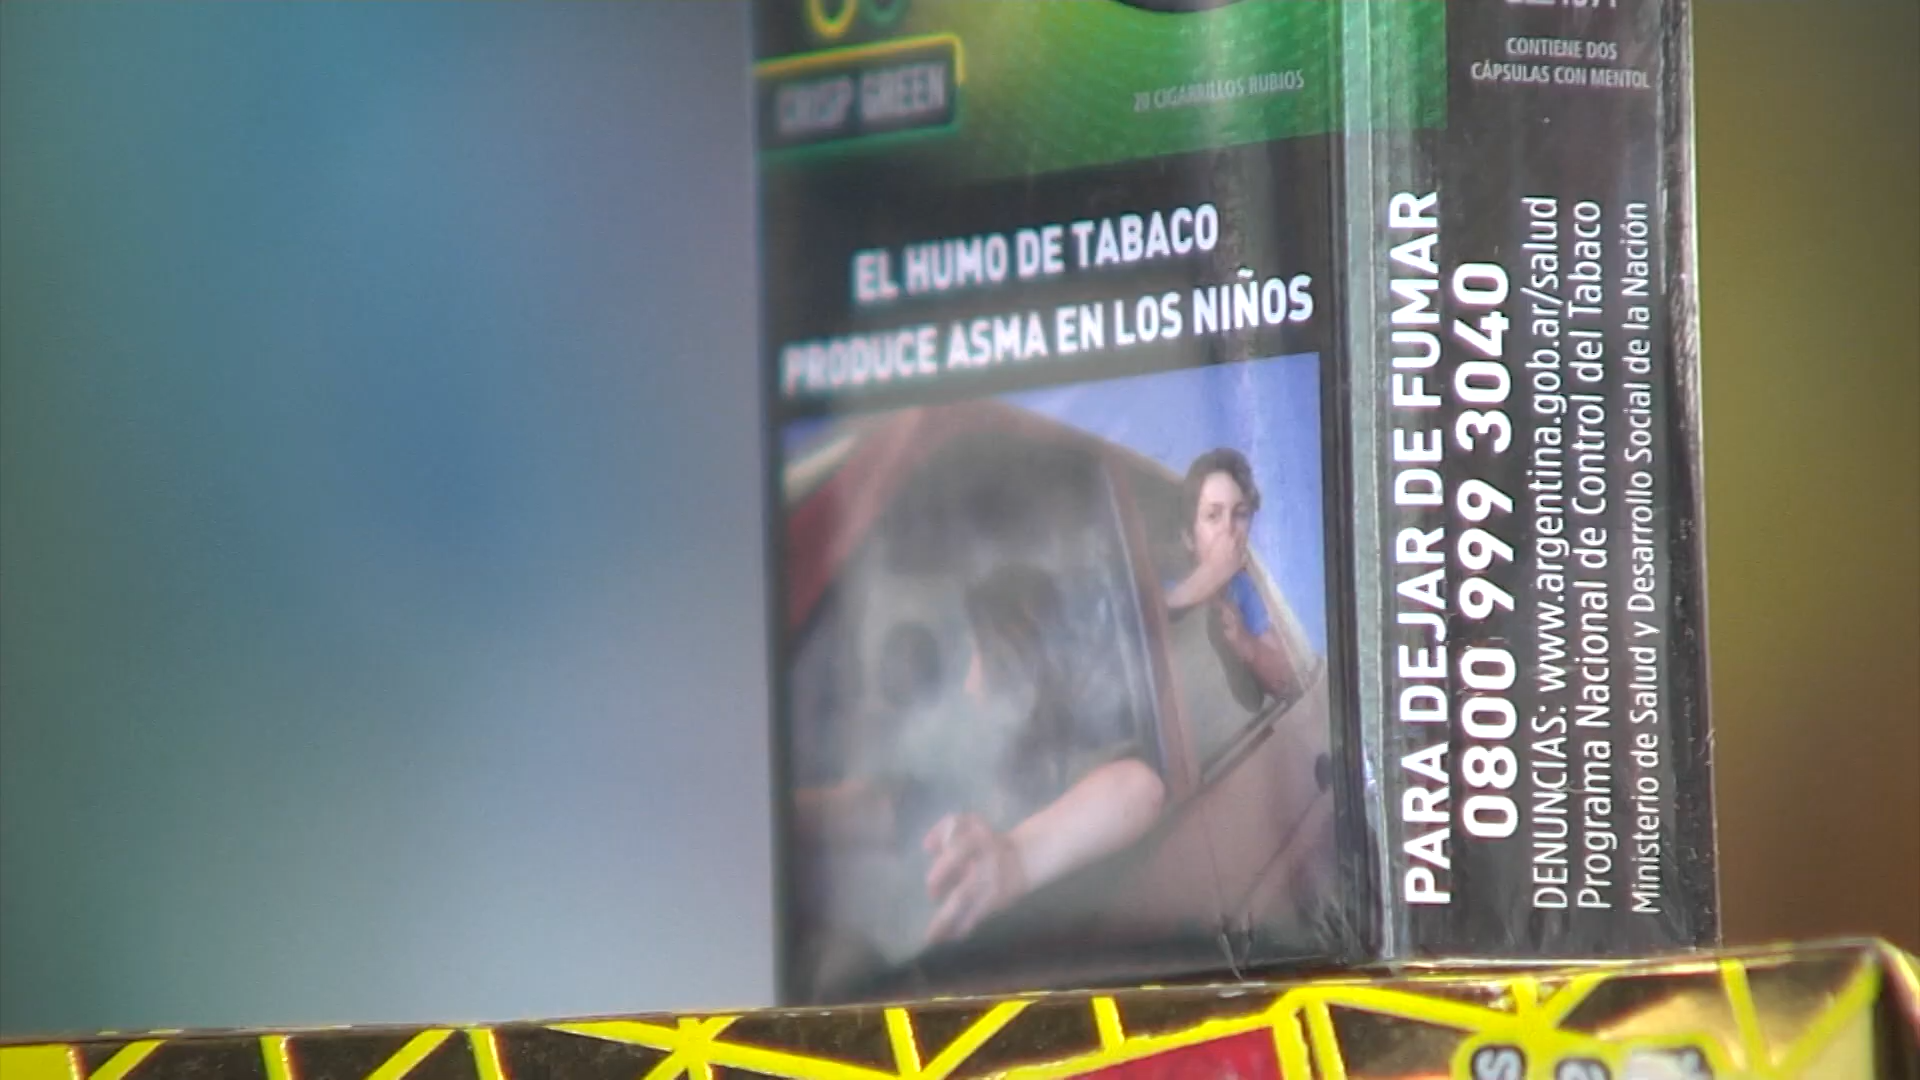 CRISP GREEN
20 CIGARRILLOS RUBIOS
EL HUMO DE TABACO
PRODUCE ASMA EN LOS NIÑOS
CONTIENE DOS
CÁPSULAS CON MENTOL
PARA DEJAR DE FUMAR
0800 999 3040
DENUNCIAS: www.argentina.gob.ar/salud
Programa Nacional de Control del Tabaco
Ministerio de Salud y Desarrollo Social de la Nación